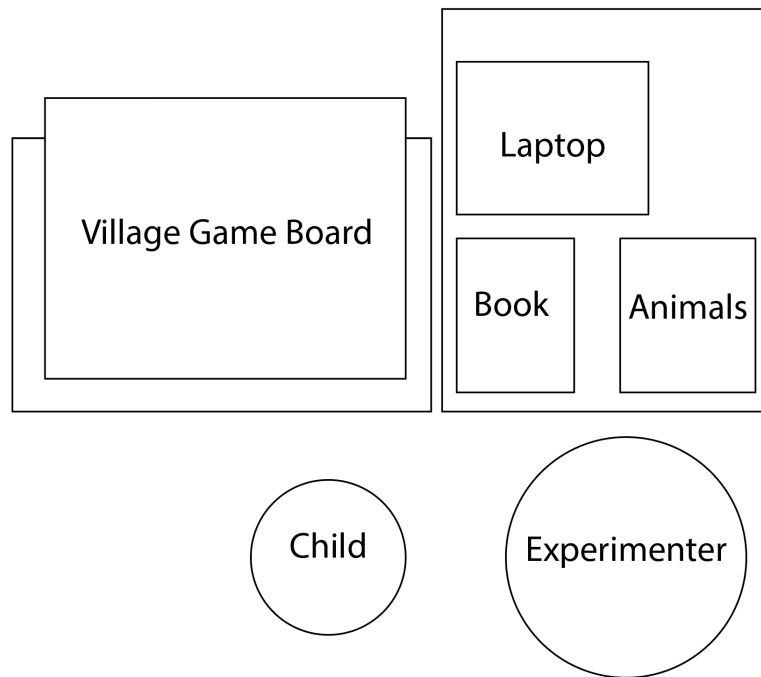 Laptop
Village Game Board
Book
Animals
Child
Experimenter